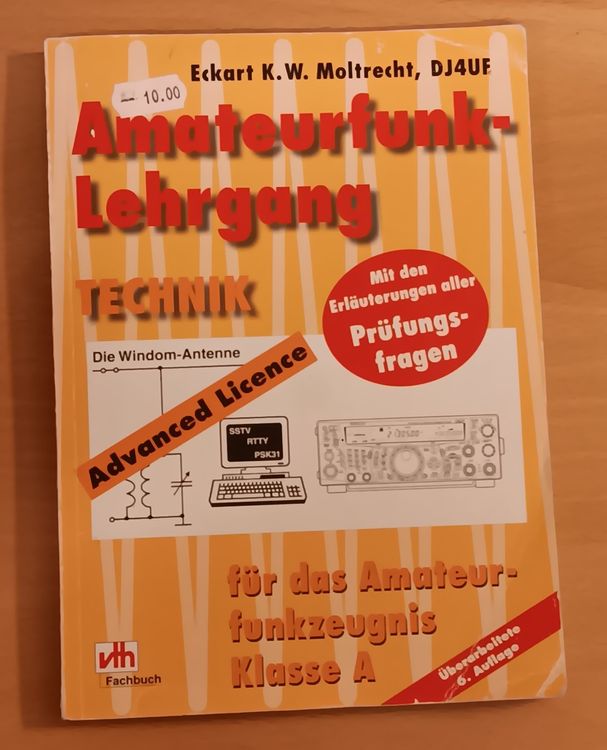 Eckart K.W. Moltrecht, DJ4UF
10.00
Amateurfunk-
Lehrgang
TECHNIK
Mit den
Erläuterungen aller
Prüfungs-
fragen
Die Windom-Antenne
Advanced Licence
SSTV
RTTY
PSK31
für das Amateur-
funkzeugnis
Klasse A
Überarbeitete
6. Auflage
vth
Fachbuch